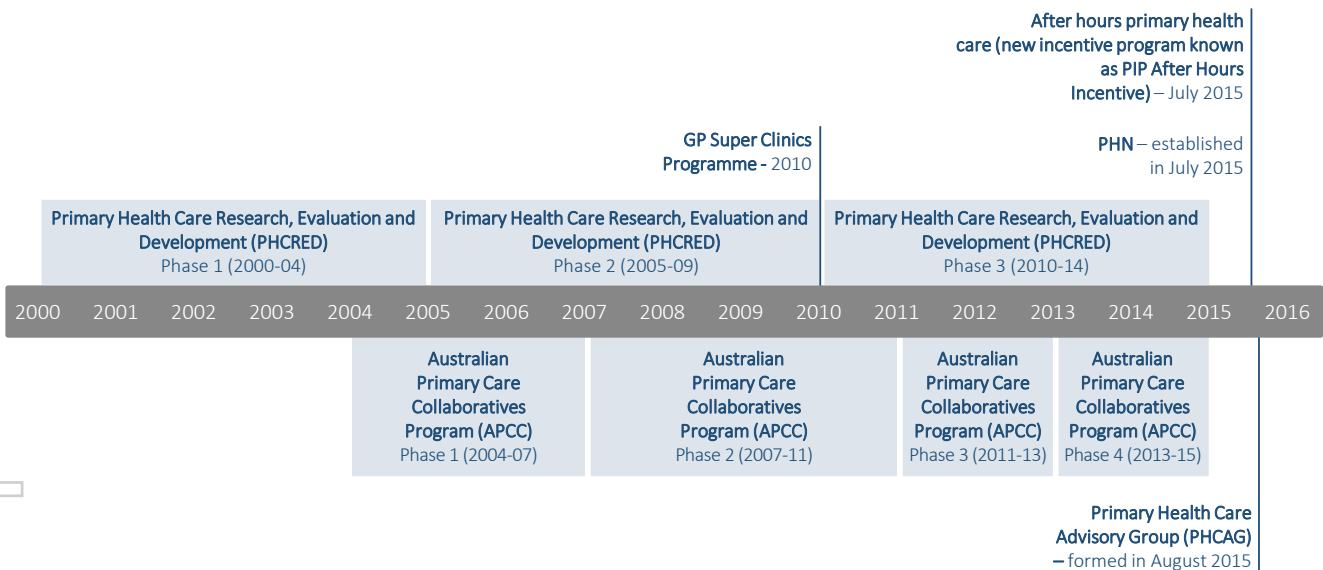 After hours primary health
care (new incentive program known
as PIP After Hours
Incentive) – July 2015
GP Super Clinics
Programme - 2010
PHN – established
in July 2015
Primary Health Care Research, Evaluation and
Development (PHCRED)
Phase 1 (2000-04)
Primary Health Care Research, Evaluation and
Development (PHCRED)
Phase 2 (2005-09)
Primary Health Care Research, Evaluation and
Development (PHCRED)
Phase 3 (2010-14)
2000 2001 2002 2003 2004 2005 2006 2007 2008 2009 2010 2011 2012 2013 2014 2015 2016
Australian
Primary Care
Collaboratives
Program (APCC)
Phase 1 (2004-07)
Australian
Primary Care
Collaboratives
Program (APCC)
Phase 2 (2007-11)
Australian
Primary Care
Collaboratives
Program (APCC)
Phase 3 (2011-13)
Australian
Primary Care
Collaboratives
Program (APCC)
Phase 4 (2013-15)
Primary Health Care
Advisory Group (PHCAG)
– formed in August 2015